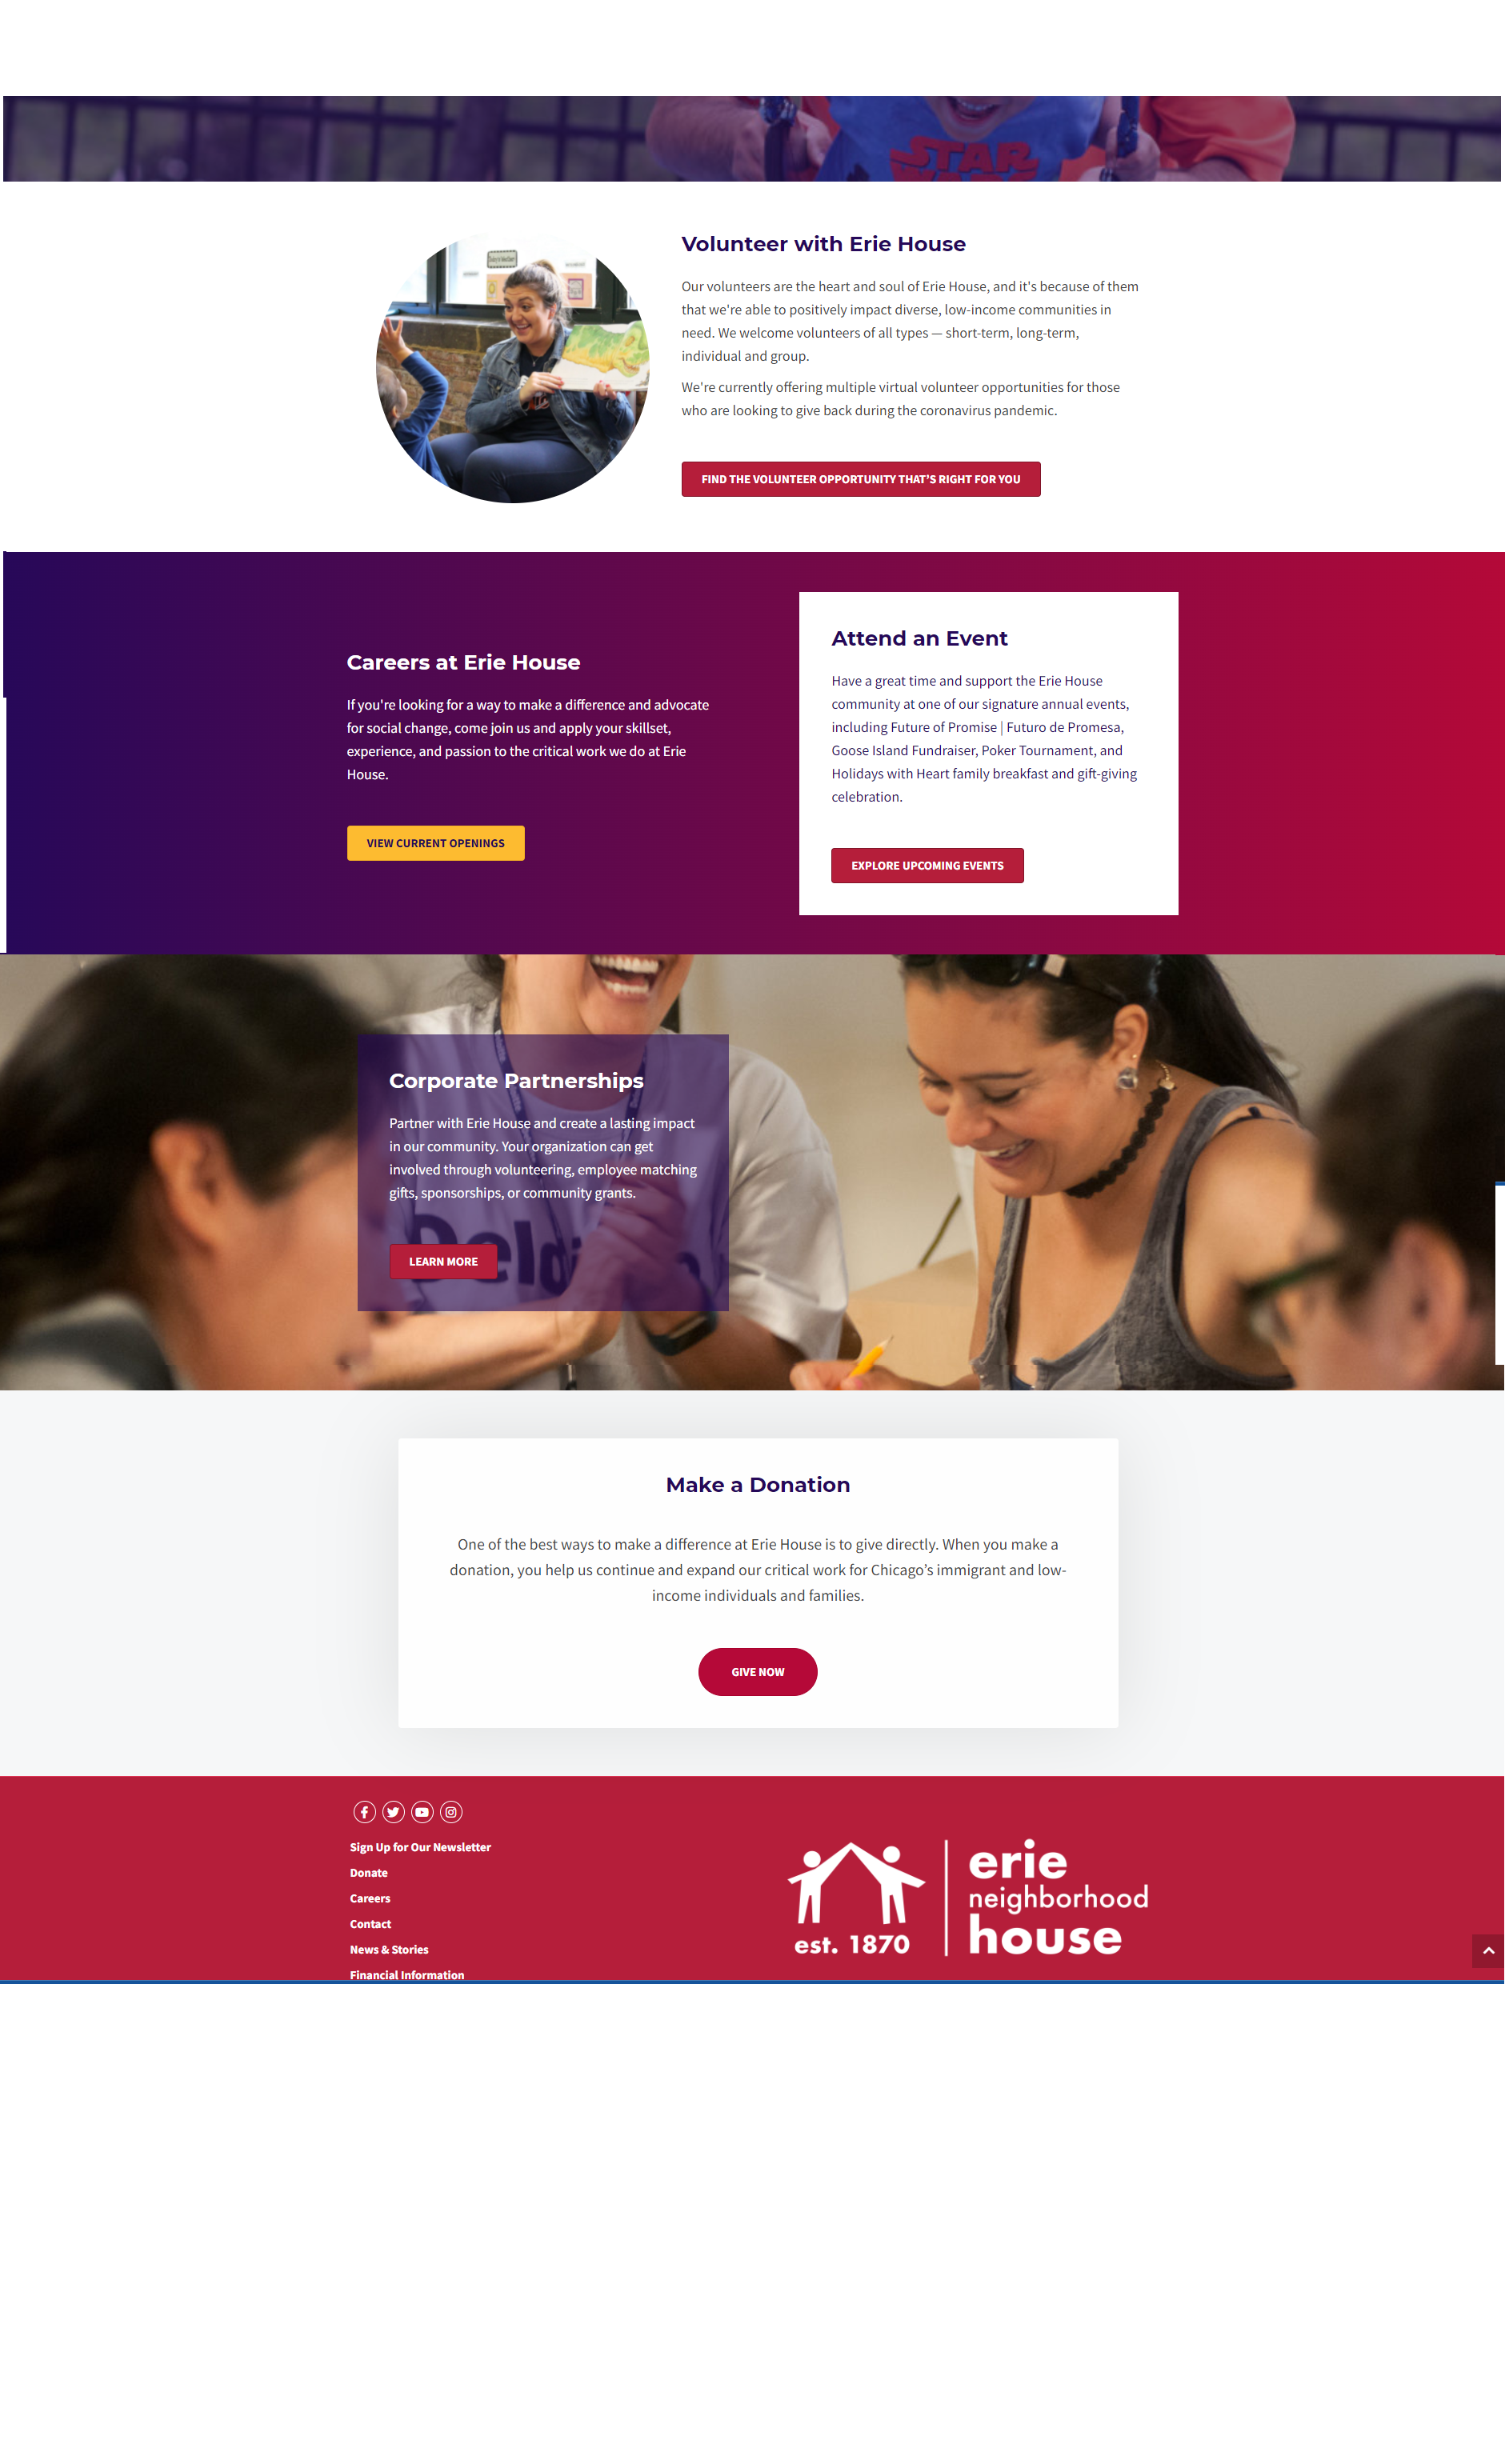 STAR
Volunteer with Erie House
Our volunteers are the heart and soul of Erie House, and it's because of them
that we're able to positively impact diverse, low-income communities in
need. We welcome volunteers of all types — short-term, long-term,
individual and group.
We're currently offering multiple virtual volunteer opportunities for those
who are looking to give back during the coronavirus pandemic.
FIND THE VOLUNTEER OPPORTUNITY THAT'S RIGHT FOR YOU
Careers at Erie House
If you're looking for a way to make a difference and advocate
for social change, come join us and apply your skillset,
experience, and passion to the critical work we do at Erie
House.
VIEW CURRENT OPENINGS
Attend an Event
Have a great time and support the Erie House
community at one of our signature annual events,
including Future of Promise | Futuro de Promesa,
Goose Island Fundraiser, Poker Tournament, and
Holidays with Heart family breakfast and gift-giving
celebration.
EXPLORE UPCOMING EVENTS
Corporate Partnerships
Partner with Erie House and create a lasting impact
in our community. Your organization can get
involved through volunteering, employee matching
gifts, sponsorships, or community grants.
LEARN MORE
Make a Donation
One of the best ways to make a difference at Erie House is to give directly. When you make a
donation, you help us continue and expand our critical work for Chicago’s immigrant and low-
income individuals and families.
GIVE NOW
Sign Up for Our Newsletter
Donate
Careers
Contact
News & Stories
Financial Information
est. 1870
erie
neighborhood
house